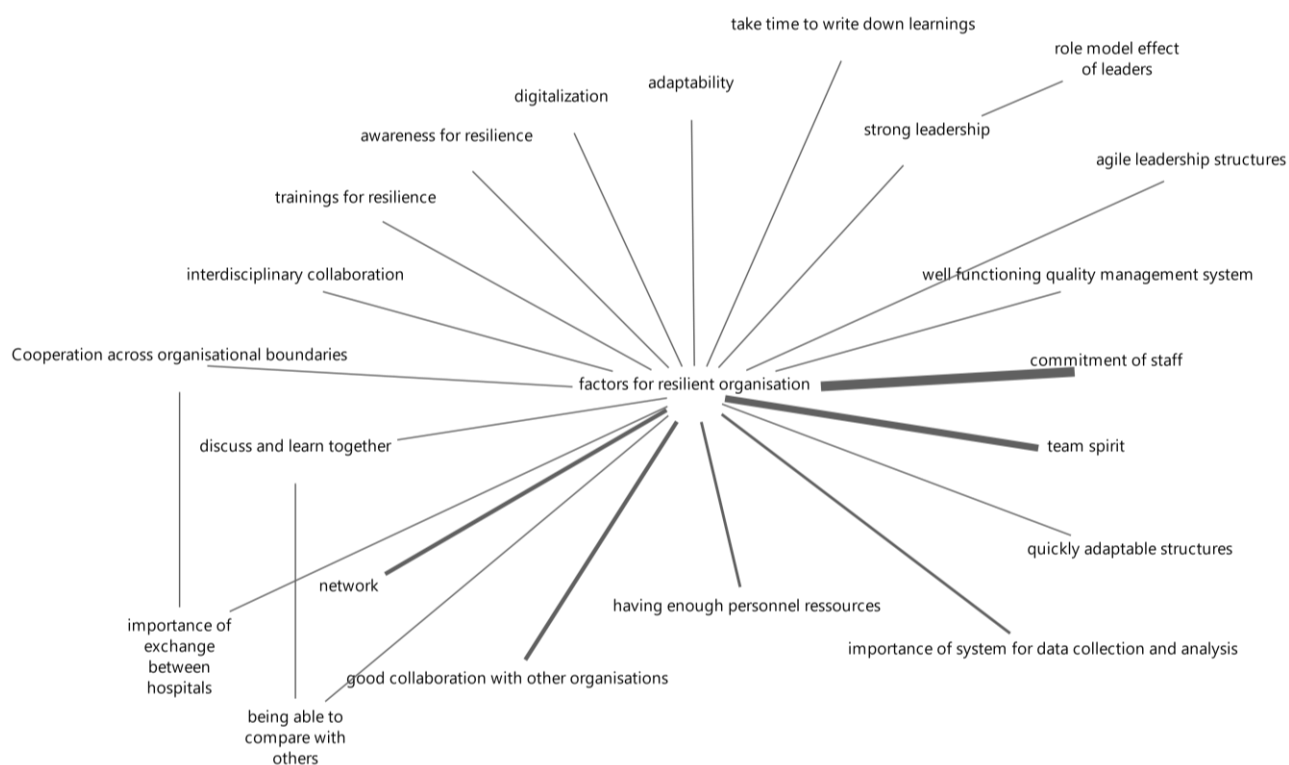 take time to write down learnings
role model effect
of leaders
adaptability
digitalization
strong leadership
awareness for resilience
agile leadership structures
trainings for resilience
interdisciplinary collaboration
well functioning quality management system
Cooperation across organisational boundaries
commitment of staff
factors for resilient organisation
discuss and learn together
team spirit
quickly adaptable structures
network
having enough personnel ressources
importance of
exchange
between
hospitals
importance of system for data collection and analysis
good collaboration with other organisations
being able to
compare with
others